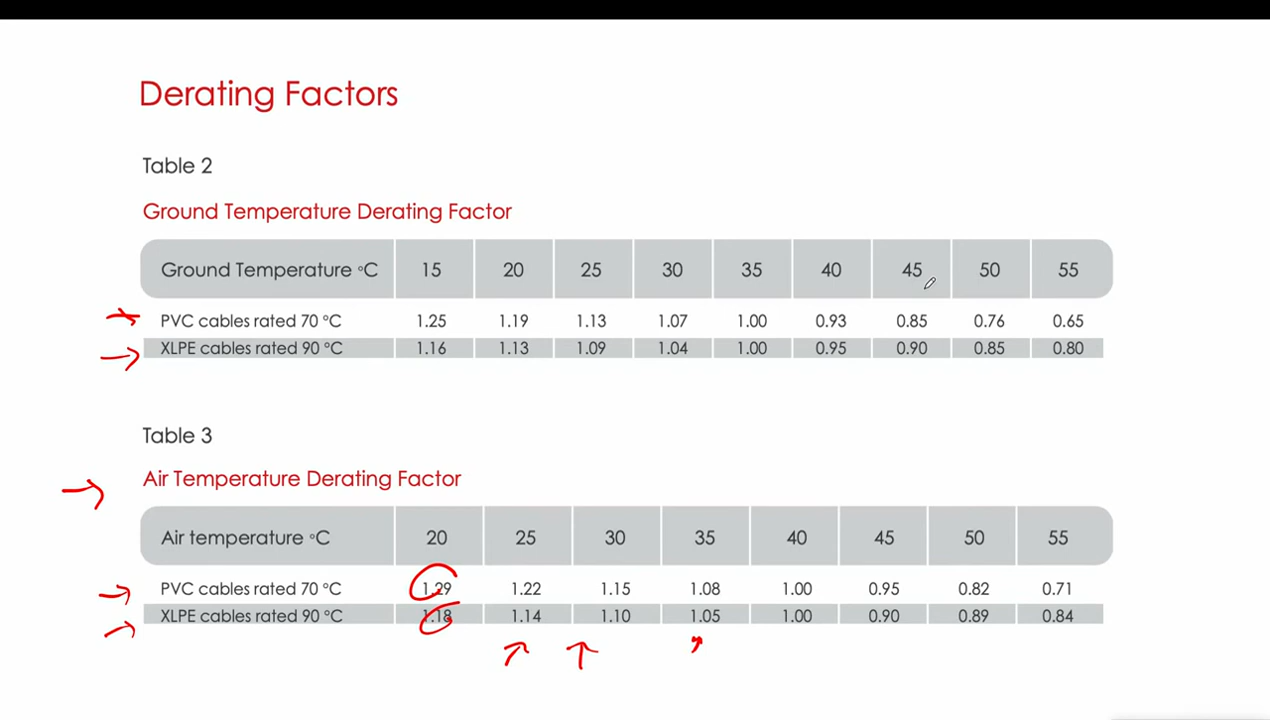 Derating Factors
Table 2
Ground Temperature Derating Factor
Ground Temperature °C 15 20 25 30 35 40 45 50 55
PVC cables rated 70 °C 1.25 1.19 1.13 1.07 1.00 0.93 0.85 0.76 0.65
XLPE cables rated 90 °C 1.16 1.13 1.09 1.04 1.00 0.95 0.90 0.85 0.80
Table 3
Air Temperature Derating Factor
Air temperature °C 20 25 30 35 40 45 50 55
PVC cables rated 70 °C 1.29 1.22 1.15 1.08 1.00 0.95 0.82 0.71
XLPE cables rated 90 °C 1.18 1.14 1.10 1.05 1.00 0.90 0.89 0.84